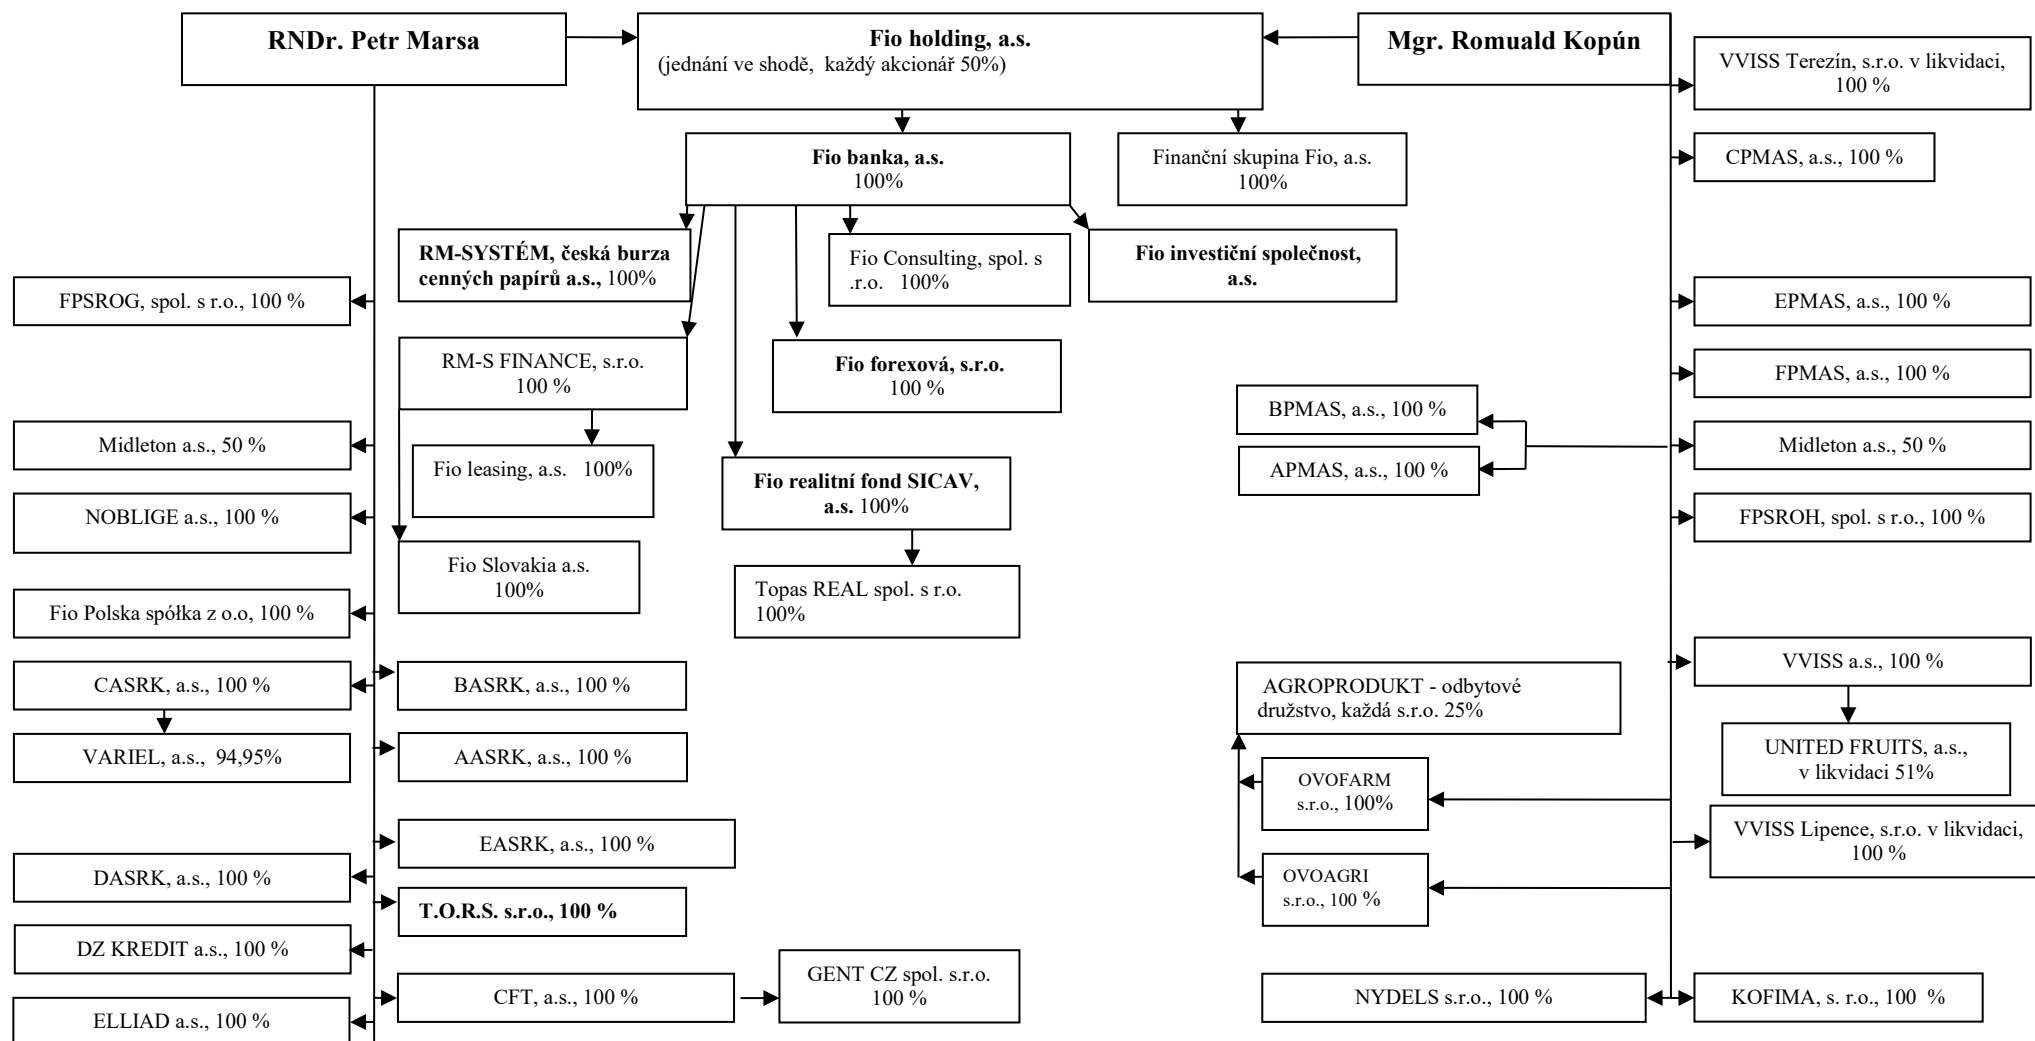 RNDr. Petr Marsa
Fio holding, a.s.
(jednání ve shodě, každý akcionář 50%)
Mgr. Romuald Kopún
VVISS Terezín, s.r.o. v likvidaci,
100 %
Fio banka, a.s.
100%
Finanční skupina Fio, a.s.
100%
CPMAS, a.s., 100 %
RM-SYSTÉM, česká burza
cenných papírů a.s., 100%
Fio Consulting, spol. s
.r.o. 100%
Fio investiční společnost,
a.s.
FPSROG, spol. s r.o., 100 %
EPMAS, a.s., 100 %
RM-S FINANCE, s.r.o.
100 %
Fio forexová, s.r.o.
100 %
FPMAS, a.s., 100 %
BPMAS, a.s., 100 %
Midleton a.s., 50 %
Fio leasing, a.s. 100%
Fio realitní fond SICAV,
a.s. 100%
APMAS, a.s., 100 %
Midleton a.s., 50 %
NOBLIGE a.s., 100 %
FPSROH, spol. s r.o., 100 %
Fio Slovakia a.s.
100%
Topas REAL spol. s r.o.
100%
Fio Polska spółka z o.o, 100 %
CASRK, a.s., 100 %
BASRK, a.s., 100 %
AGROPRODUKT - odbytové
družstvo, každá s.r.o. 25%
VVISS a.s., 100 %
VARIEL, a.s., 94,95%
AASRK, a.s., 100 %
UNITED FRUITS, a.s.,
v likvidaci 51%
OVOFARM
s.r.o., 100%
EASRK, a.s., 100 %
VVISS Lipence, s.r.o. v likvidaci,
100 %
DASRK, a.s., 100 %
OVOAGRI
s.r.o., 100 %
T.O.R.S. s.r.o., 100 %
DZ KREDIT a.s., 100 %
CFT, a.s., 100 %
GENT CZ spol. s.r.o.
100 %
NYDELS s.r.o., 100 %
KOFIMA, s. r.o., 100 %
ELLIAD a.s., 100 %